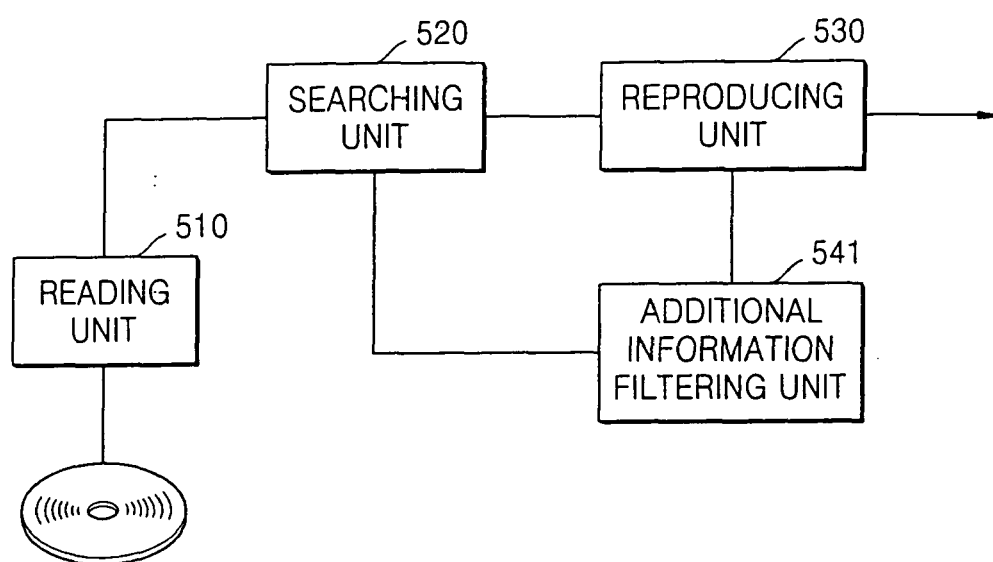 520
SEARCHING
UNIT
530
REPRODUCING
UNIT
510
READING
UNIT
541
ADDITIONAL
INFORMATION
FILTERING UNIT